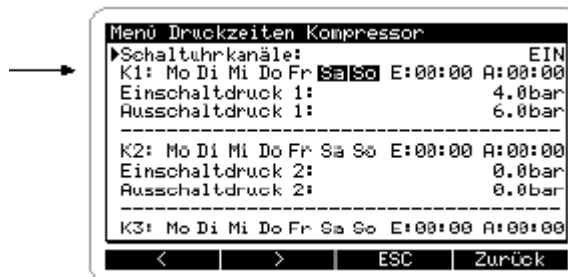 Menü Druckzeiten Kompressor
Schaltuhrkanäle: EIN
K1: Mo Di Mi Do Fr Sa So E:00:00 A:00:00
Einschaltdruck 1: 4.0bar
Ausschaltdruck 1: 6.0bar
K2: Mo Di Mi Do Fr Sa So E:00:00 A:00:00
Einschaltdruck 2: 0.0bar
Ausschaltdruck 2: 0.0bar
K3: Mo Di Mi Do Fr Sa So E:00:00 A:00:00
< > ESC Zurück